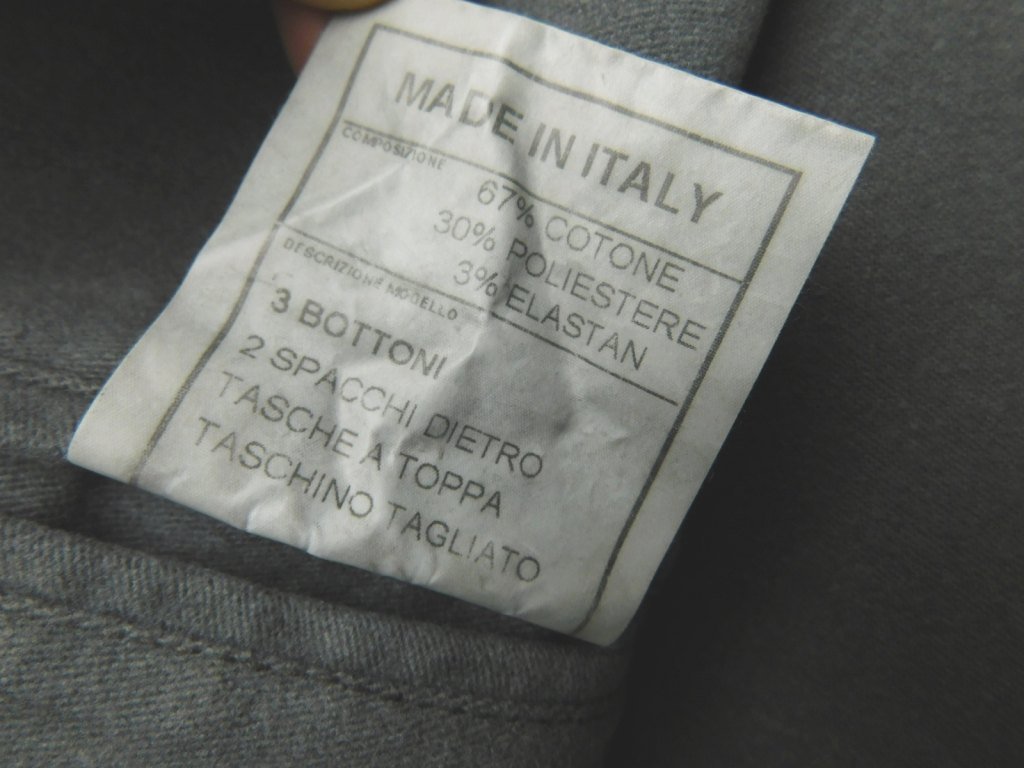 MADE IN ITALY
COMPOSIZIONE
67% COTONE
30% POLIESTERE
3% ELASTAN
DESCRIZIONE MODELLO
3 BOTTONI
2 SPACCHI DIETRO
TASCHE A TOPPA
TASCHINO TAGLIATO